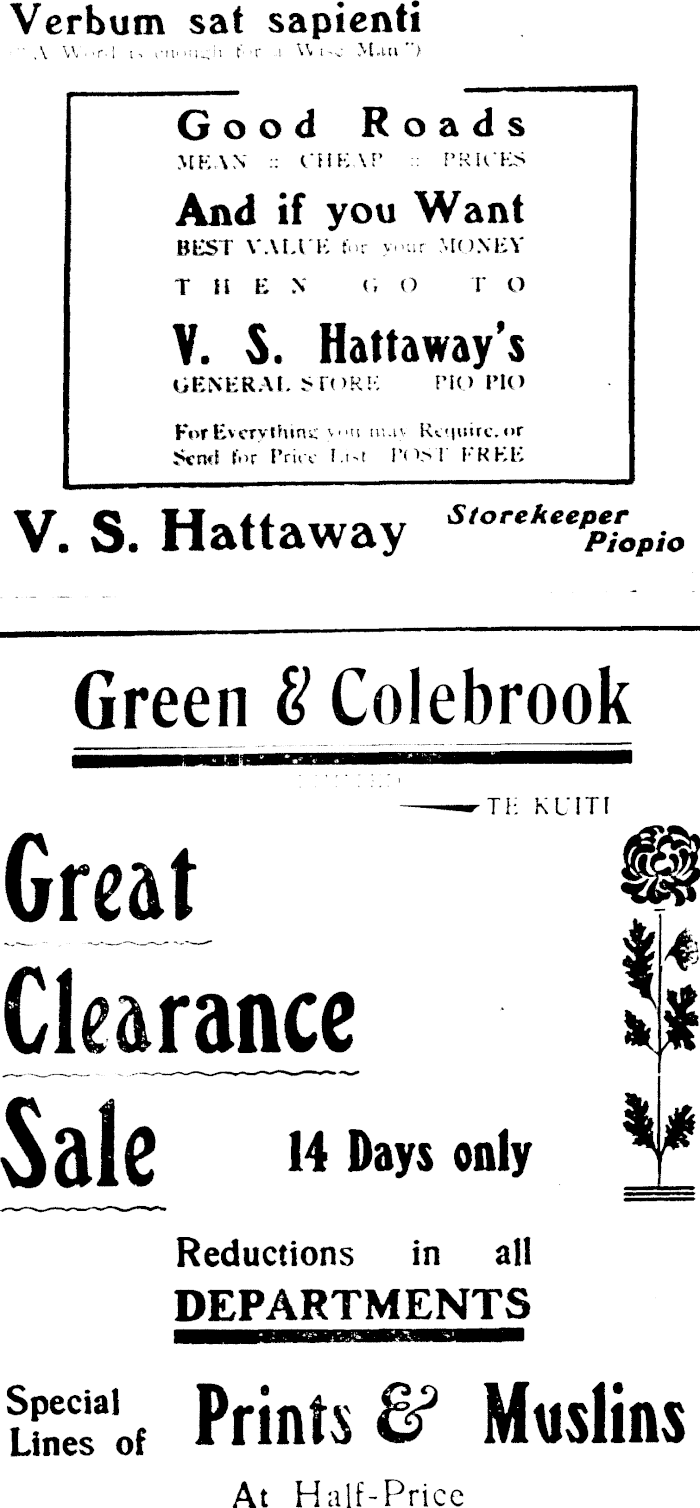 Verbum sat sapienti
("A Word is enough for a Wise Man")
Good Roads
MEAN :: CHEAP :: PRICES
And if you Want
BEST VALUE for your MONEY
THEN GO TO
V. S. Hattaway's
GENERAL STORE PIO PIO
For Everything you may Require, or
Send for Price List POST FREE
V. S. Hattaway Storekeeper
Piopio
Green & Colebrook
LIMITED
TE KUITI
Great
Clearance
Sale 14 Days only
Reductions in all
DEPARTMENTS
Special
Lines of Prints & Muslins
At Half-Price